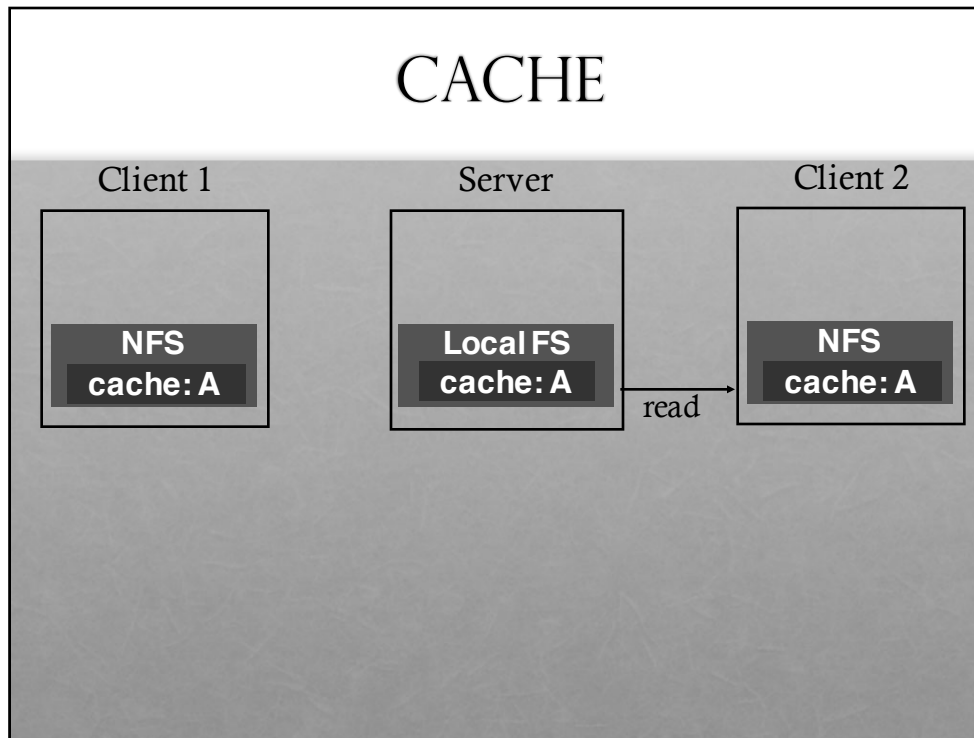 CACHE
Client 1
Server
Client 2
NFS
cache: A
Local FS
cache: A
read
NFS
cache: A